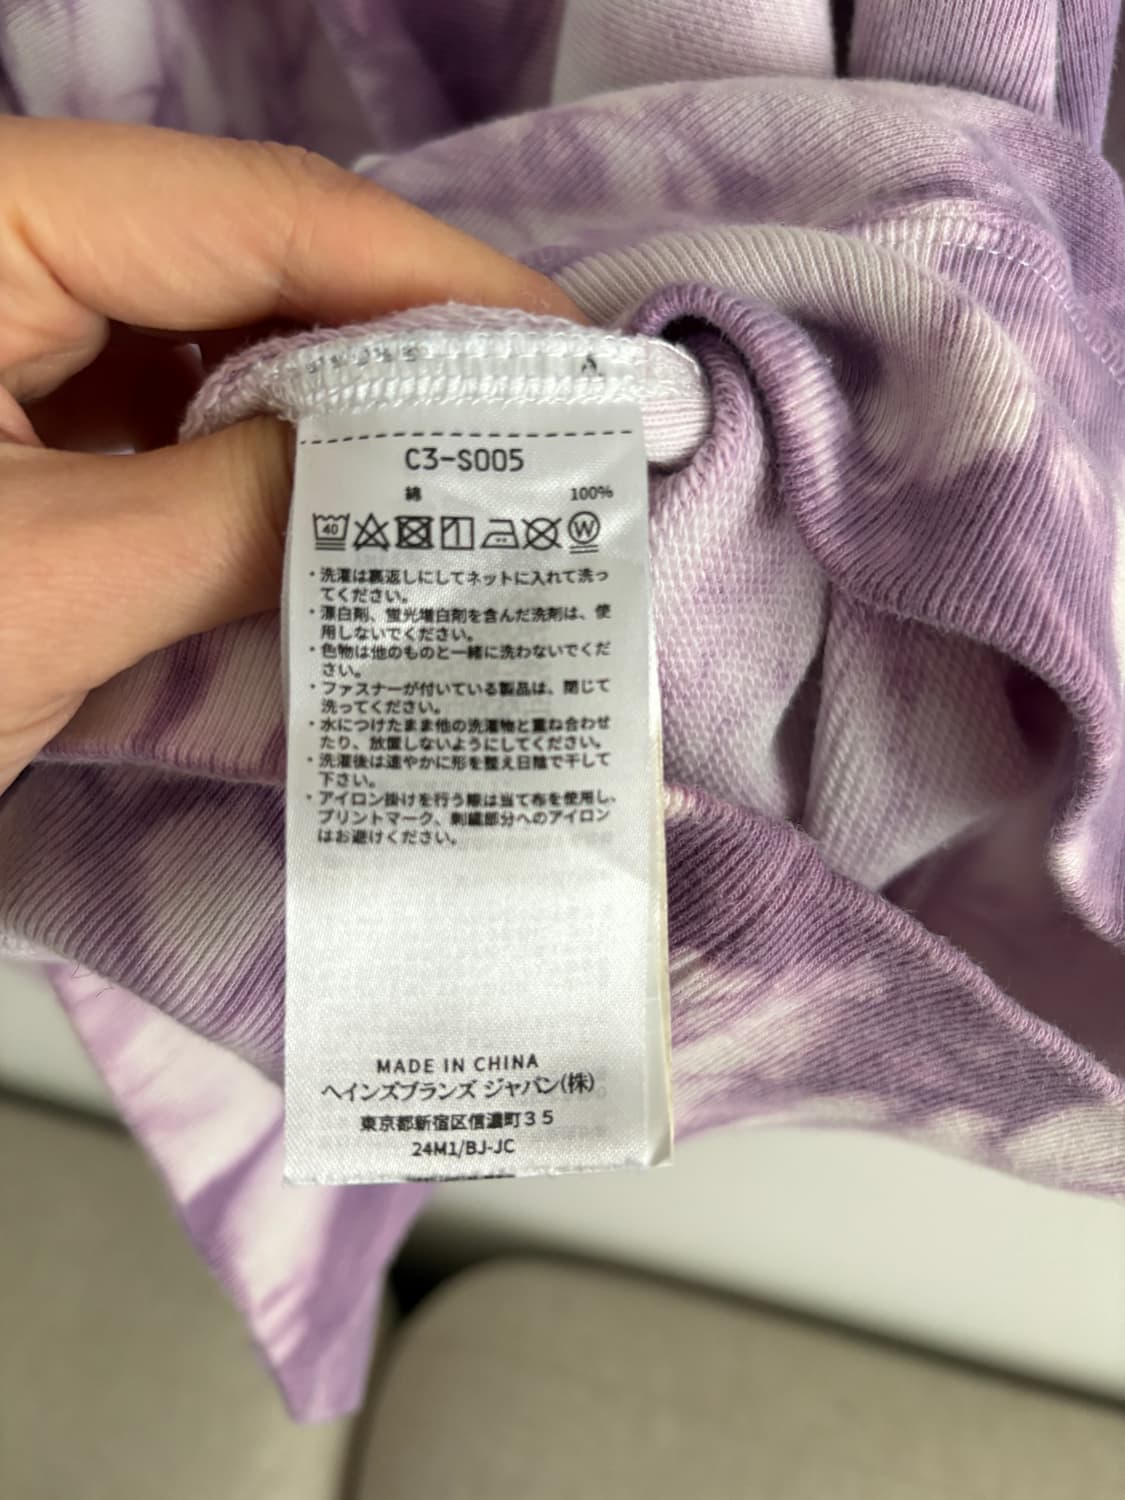 C3-S005
綿 100%
40 W
・洗濯は裏返しにしてネットに入れて洗っ
てください。
・漂白剤、蛍光増白剤を含んだ洗剤は、使
用しないでください。
・色物は他のものと一緒に洗わないでくだ
さい。
・ファスナーが付いている製品は、閉じて
洗ってください。
・水につけたまま他の洗濯物と重ね合わせ
たり、放置しないようにしてください。
・洗濯後は速やかに形を整え日陰で干して
下さい。
・アイロン掛けを行う際は当て布を使用し、
プリントマーク、刺繍部分へのアイロン
はお避けください。
MADE IN CHINA
ヘインズブランズ ジャパン(株)
東京都新宿区信濃町35
24M1/BJ-JC